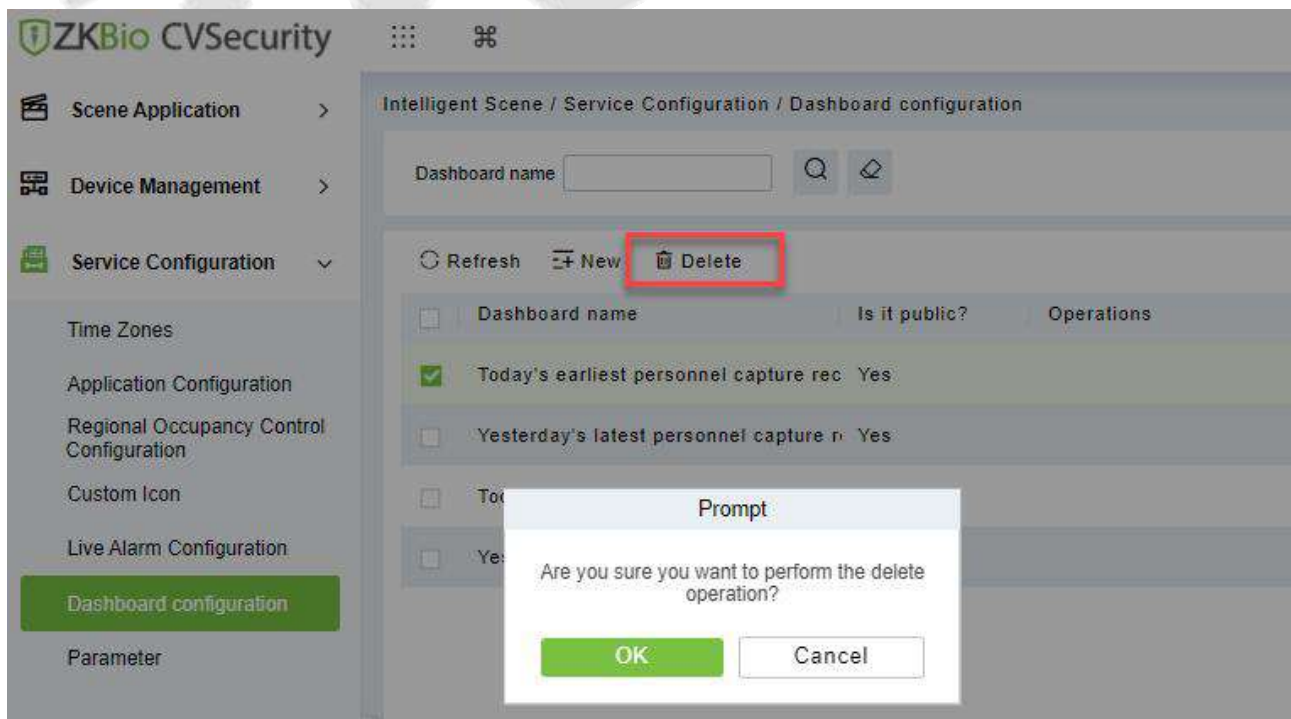 ZKBio CVSecurity
Scene Application
Device Management
Service Configuration
Time Zones
Application Configuration
Regional Occupancy Control
Configuration
Custom Icon
Live Alarm Configuration
Dashboard configuration
Parameter
Intelligent Scene / Service Configuration / Dashboard configuration
Dashboard name
Refresh New Delete
Dashboard name Is it public? Operations
Today's earliest personnel capture rec Yes
Yesterday's latest personnel capture Yes
Prompt
Are you sure you want to perform the delete
operation?
OK Cancel